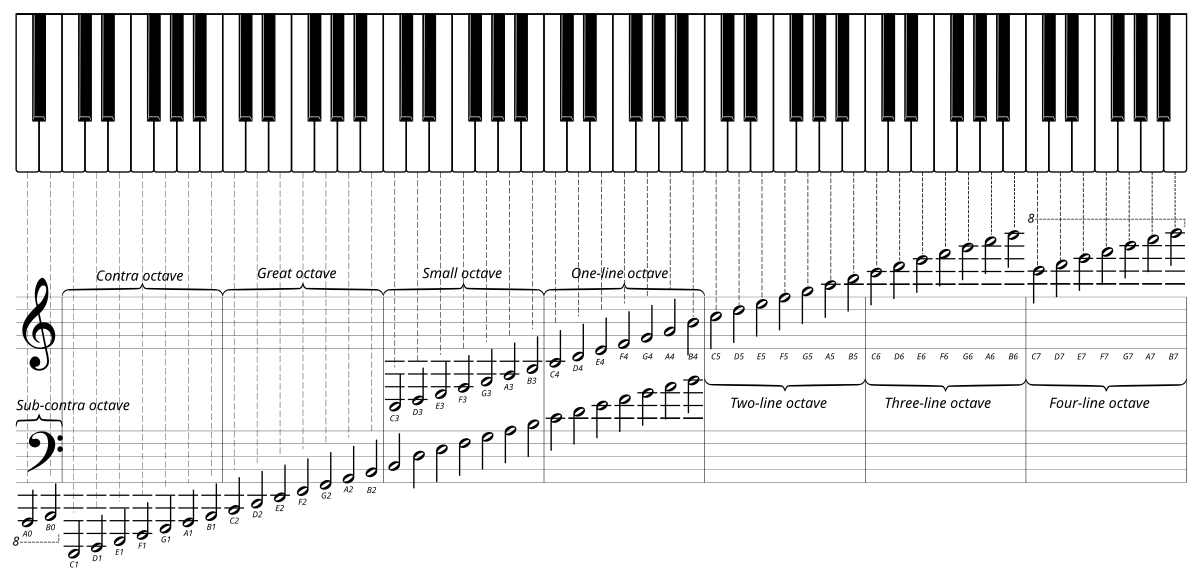 8
Contra octave
Great octave
Small octave
One-line octave
C4 D4 E4 F4 G4 A4 B4
C5 D5 E5 F5 G5 A5 B5
C6 D6 E6 F6 G6 A6 B6
C7 D7 E7 F7 G7 A7 B7
C3 D3 E3 F3 G3 A3 B3
Sub-contra octave
Two-line octave
Three-line octave
Four-line octave
C2 D2 E2 F2 G2 A2 B2
A0 B0
8
C1 D1 E1 F1 G1 A1 B1